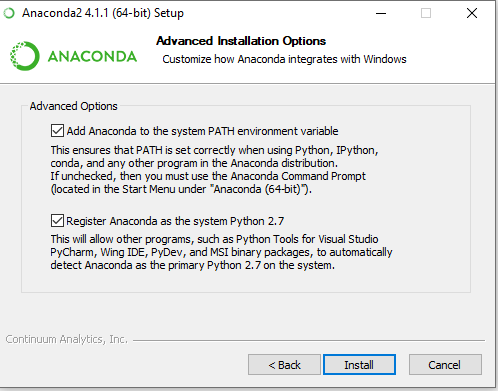 Anaconda2 4.1.1 (64-bit) Setup
ANACONDA
Advanced Installation Options
Customize how Anaconda integrates with Windows
Advanced Options
Add Anaconda to the system PATH environment variable
This ensures that PATH is set correctly when using Python, IPython,
conda, and any other program in the Anaconda distribution.
If unchecked, then you must use the Anaconda Command Prompt
(located in the Start Menu under "Anaconda (64-bit)").
Register Anaconda as the system Python 2.7
This will allow other programs, such as Python Tools for Visual Studio
PyCharm, Wing IDE, PyDev, and MSI binary packages, to automatically
detect Anaconda as the primary Python 2.7 on the system.
Continuum Analytics, Inc.
< Back Install Cancel